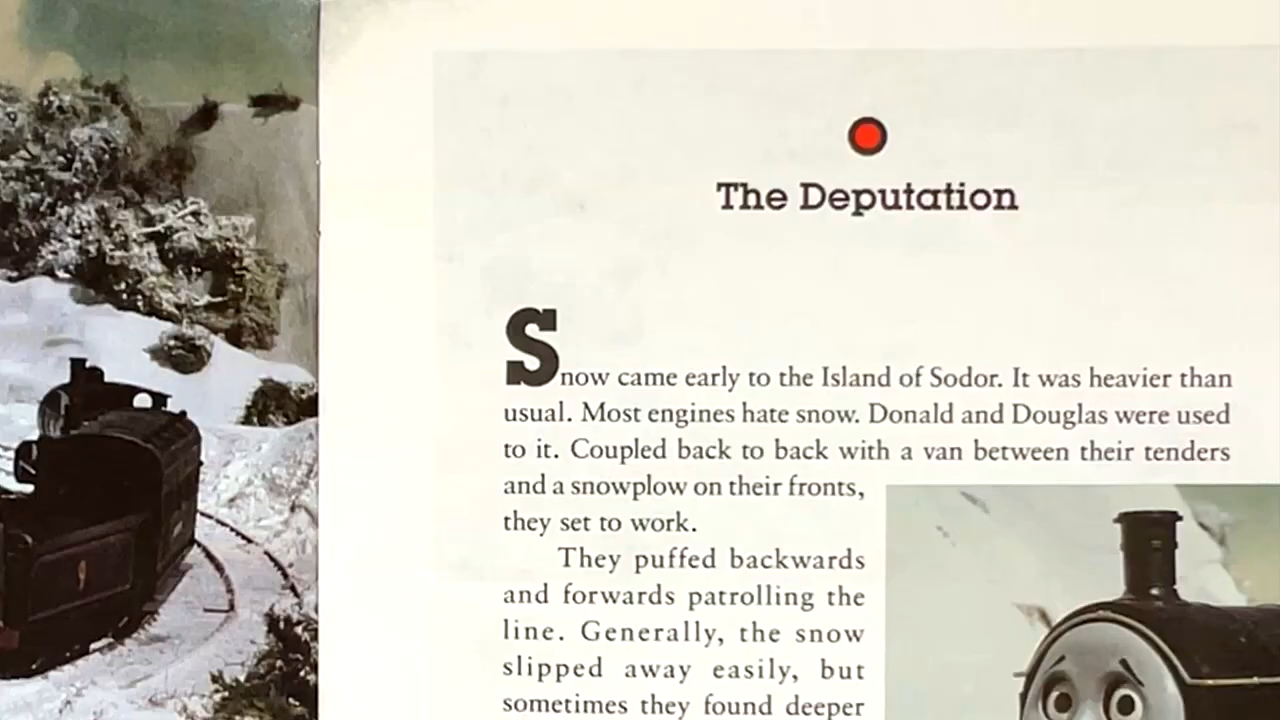 The Deputation
Snow came early to the Island of Sodor. It was heavier than
usual. Most engines hate snow. Donald and Douglas were used
to it. Coupled back to back with a van between their tenders
and a snowplow on their fronts,
they set to work.
They puffed backwards
and forwards patrolling the
line. Generally, the snow
slipped away easily, but
sometimes they found deeper